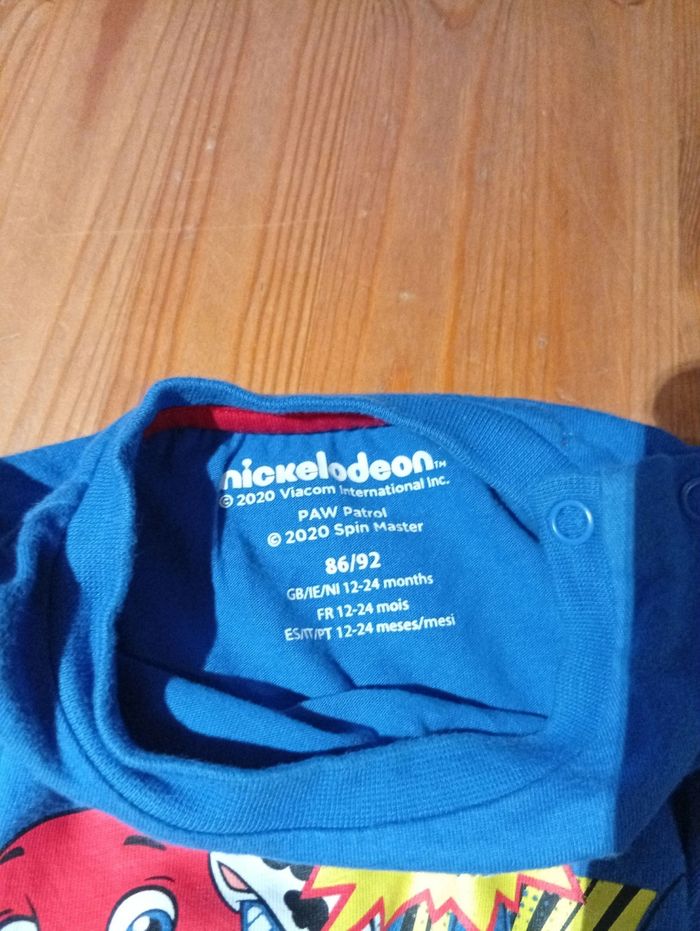 nickelodeon™
© 2020 Viacom International Inc.
PAW Patrol
© 2020 Spin Master
86/92
GB/IE/NI 12-24 months
FR 12-24 mois
ES/IT/PT 12-24 meses/mesi